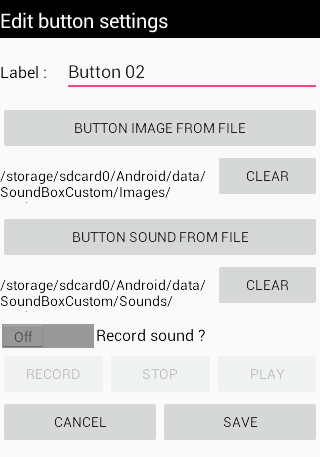 Edit button settings
Label : Button 02
BUTTON IMAGE FROM FILE
/storage/sdcard0/Android/data/
SoundBoxCustom/Images/
CLEAR
BUTTON SOUND FROM FILE
/storage/sdcard0/Android/data/
SoundBoxCustom/Sounds/
CLEAR
Off Record sound ?
RECORD STOP PLAY
CANCEL SAVE